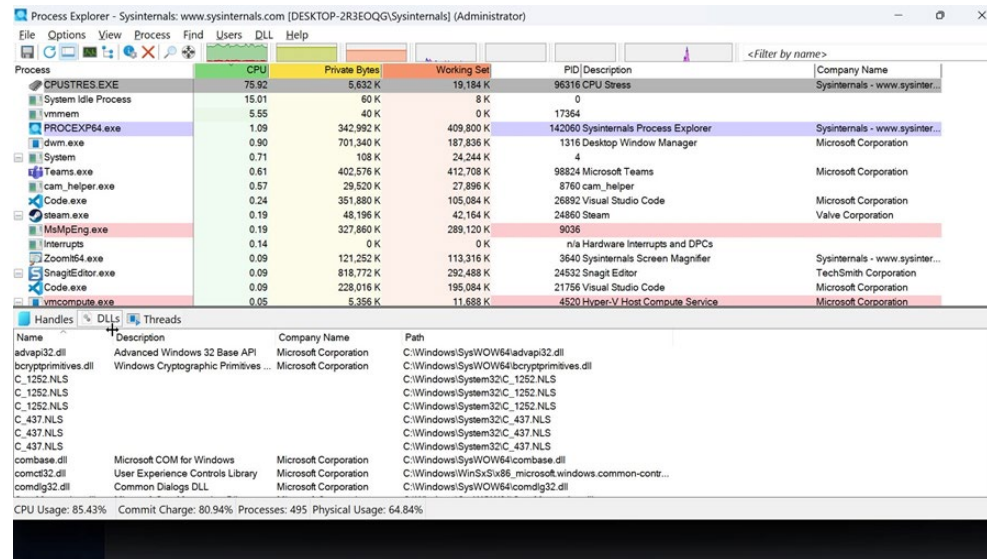 Process Explorer - Sysinternals: www.sysinternals.com [DESKTOP-2R3EOQG\Sysinternals] (Administrator)
File Options View Process Find Users DLL Help
<Filter by name>
Process CPU Private Bytes Working Set PID Description Company Name
CPUSTRES.EXE 75.92 5,632 K 19,184 K 96316 CPU Stress Sysinternals - www.sysinter...
System Idle Process 15.01 60 K 8 K 0
vmmem 5.55 40 K 0 K 17364
PROCEXP64.exe 1.09 342,992 K 409,800 K 142060 Sysinternals Process Explorer Sysinternals - www.sysinter...
dwm.exe 0.90 701,340 K 187,836 K 1316 Desktop Window Manager Microsoft Corporation
System 0.71 108 K 24,244 K 4
Teams.exe 0.61 402,576 K 412,708 K 98824 Microsoft Teams Microsoft Corporation
cam_helper.exe 0.57 29,520 K 27,896 K 8760 cam_helper
Code.exe 0.24 351,880 K 105,084 K 26892 Visual Studio Code Microsoft Corporation
steam.exe 0.19 48,196 K 42,164 K 24860 Steam Valve Corporation
MsMpEng.exe 0.19 327,860 K 289,120 K 9036
Interrupts 0.14 0 K 0 K n/a Hardware Interrupts and DPCs
ZoomIt64.exe 0.09 121,252 K 113,316 K 3640 Sysinternals Screen Magnifier Sysinternals - www.sysinter...
SnagitEditor.exe 0.09 818,772 K 292,488 K 24532 Snagit Editor TechSmith Corporation
Code.exe 0.09 228,016 K 195,084 K 21756 Visual Studio Code Microsoft Corporation
vmcompute.exe 0.05 5,356 K 11,688 K 4520 Hyper-V Host Compute Service Microsoft Corporation
Handles DLLs Threads
Name Description Company Name Path
advapi32.dll Advanced Windows 32 Base API Microsoft Corporation C:\Windows\SysWOW64\advapi32.dll
bcryptprimitives.dll Windows Cryptographic Primitives ... Microsoft Corporation C:\Windows\SysWOW64\bcryptprimitives.dll
C_1252.NLS C:\Windows\System32\C_1252.NLS
C_1252.NLS C:\Windows\System32\C_1252.NLS
C_1252.NLS C:\Windows\System32\C_1252.NLS
C_437.NLS C:\Windows\System32\C_437.NLS
C_437.NLS C:\Windows\System32\C_437.NLS
C_437.NLS C:\Windows\System32\C_437.NLS
combase.dll Microsoft COM for Windows Microsoft Corporation C:\Windows\SysWOW64\combase.dll
comctl32.dll User Experience Controls Library Microsoft Corporation C:\Windows\WinSxS\x86_microsoft.windows.common-contr...
comdlg32.dll Common Dialogs DLL Microsoft Corporation C:\Windows\SysWOW64\comdlg32.dll
CPU Usage: 85.43% Commit Charge: 80.94% Processes: 495 Physical Usage: 64.84%